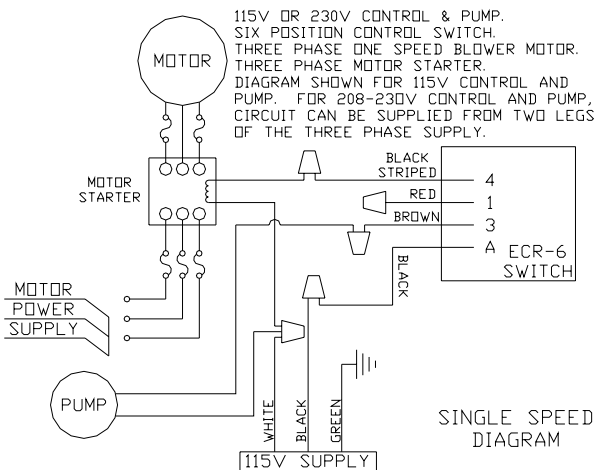 115V OR 230V CONTROL & PUMP.
SIX POSITION CONTROL SWITCH.
THREE PHASE ONE SPEED BLOWER MOTOR.
THREE PHASE MOTOR STARTER.
DIAGRAM SHOWN FOR 115V CONTROL AND
PUMP. FOR 208-230V CONTROL AND PUMP,
CIRCUIT CAN BE SUPPLIED FROM TWO LEGS
OF THE THREE PHASE SUPPLY.
MOTOR
MOTOR
STARTER
BLACK
STRIPED
RED
BROWN
BLACK
4
1
3
A
ECR-6
SWITCH
MOTOR
POWER
SUPPLY
PUMP
WHITE
BLACK
GREEN
115V SUPPLY
SINGLE SPEED
DIAGRAM